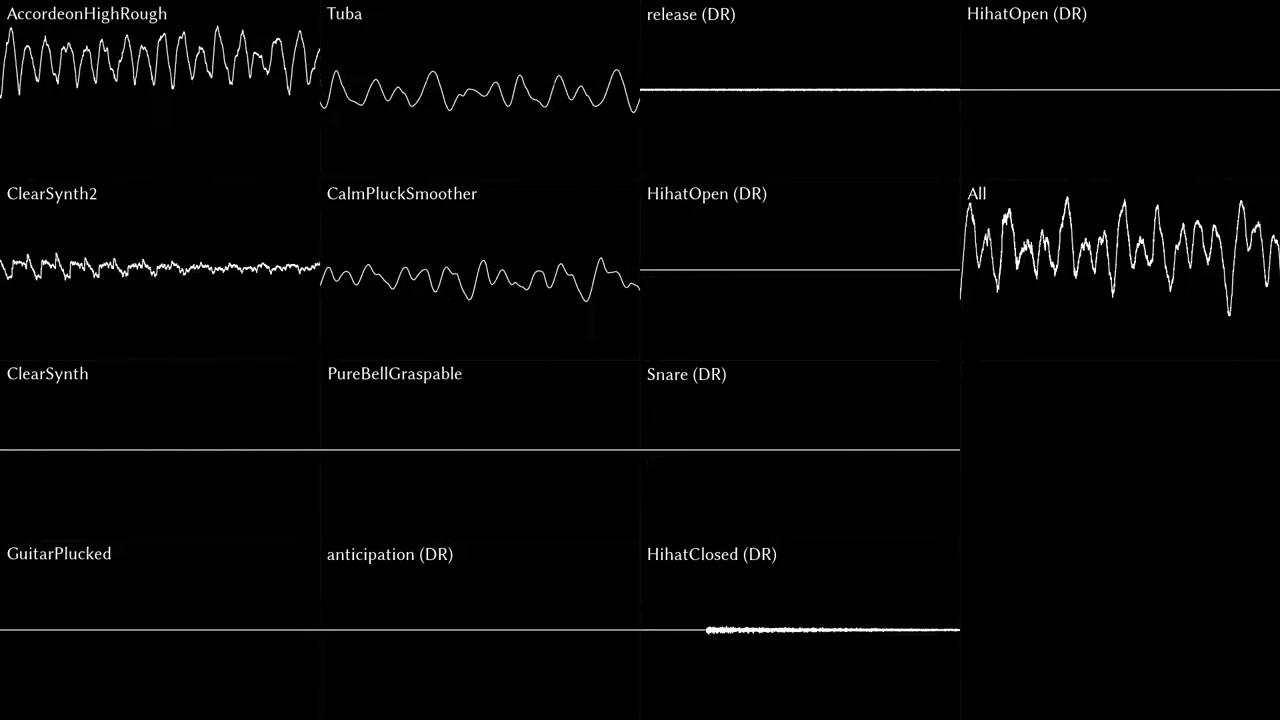 AccordeonHighRough
Tuba
release (DR)
HihatOpen (DR)
ClearSynth2
CalmPluckSmoother
HihatOpen (DR)
All
ClearSynth
PureBellGraspable
Snare (DR)
GuitarPlucked
anticipation (DR)
HihatClosed (DR)